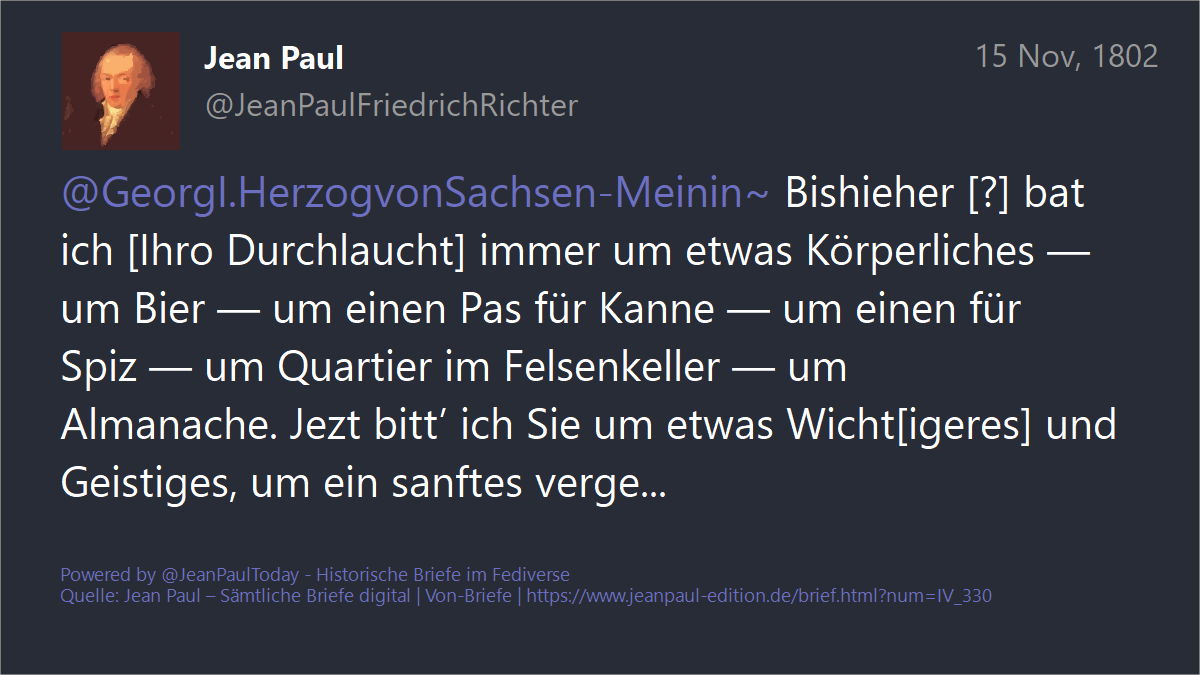 Jean Paul
15 Nov, 1802
@JeanPaulFriedrichRichter
@GeorgI.HerzogvonSachsen-Meinin~ Bishieher [?] bat
ich [Ihro Durchlaucht] immer um etwas Körperliches —
um Bier — um einen Pas für Kanne — um einen für
Spiz — um Quartier im Felsenkeller — um
Almanache. Jezt bitt’ ich Sie um etwas Wicht[igeres] und
Geistiges, um ein sanftes verge...
Powered by @JeanPaulToday - Historische Briefe im Fediverse
Quelle: Jean Paul – Sämtliche Briefe digital | Von-Briefe | https://www.jeanpaul-edition.de/brief.html?num=IV_330